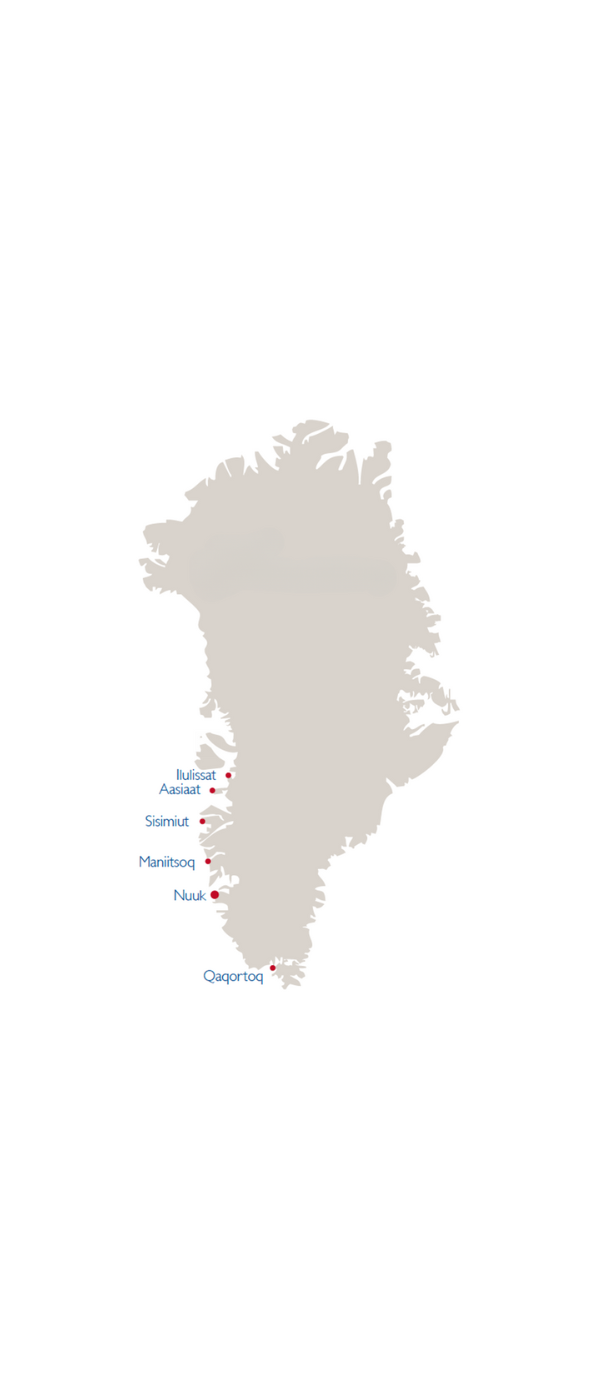 Ilulissat
Aasiaat
Sisimiut
Maniitsoq
Nuuk
Qaqortoq